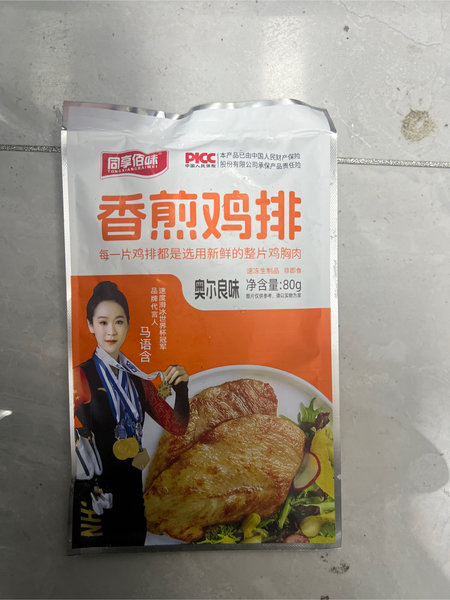 同享佰味
TONGXIANGBAIWEI
PICC
中国人民保险
本产品已由中国人民财产保险
股份有限公司承保产品责任险
香煎鸡排
每一片鸡排都是选用新鲜的整片鸡胸肉
速冻生制品 非即食
奥尔良味
净含量:80g
图片仅供参考，请以实物为准
速度滑冰世界杯冠军
品牌代言人
马语含
NH